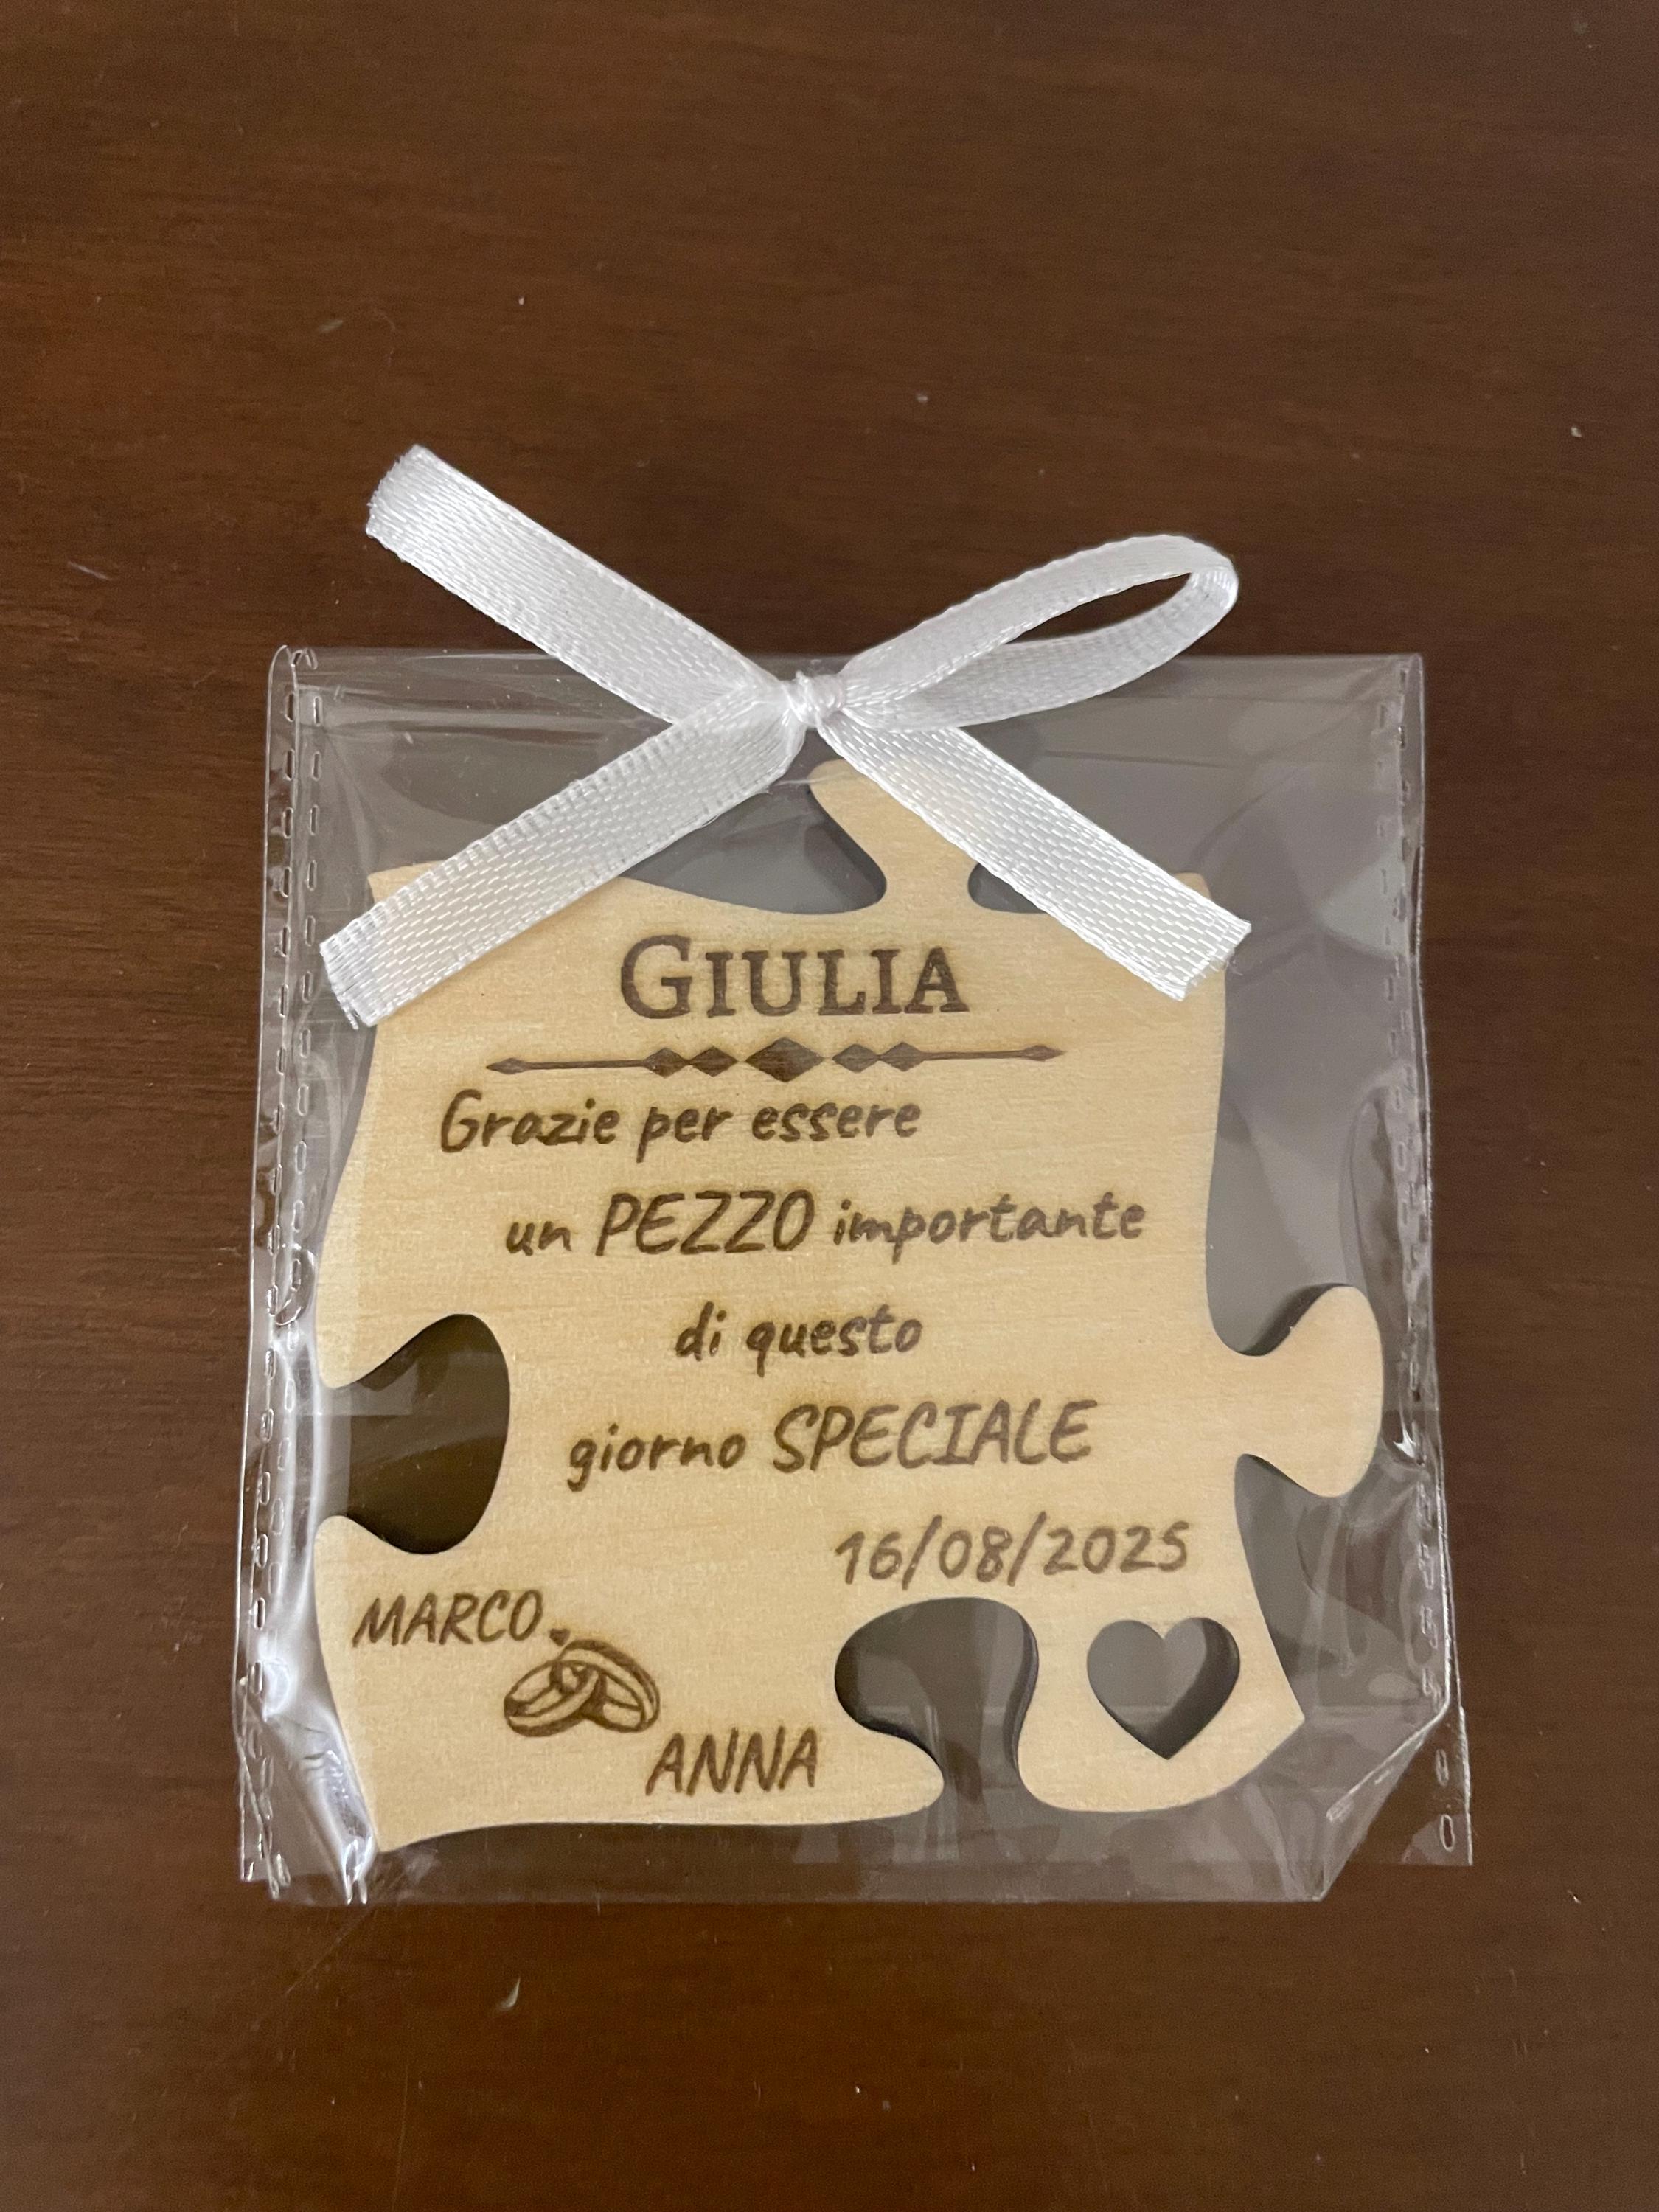 GIULIA
Grazie per essere
un PEZZO importante
di questo
giorno SPECIALE
16/08/2025
MARCO
ANNA